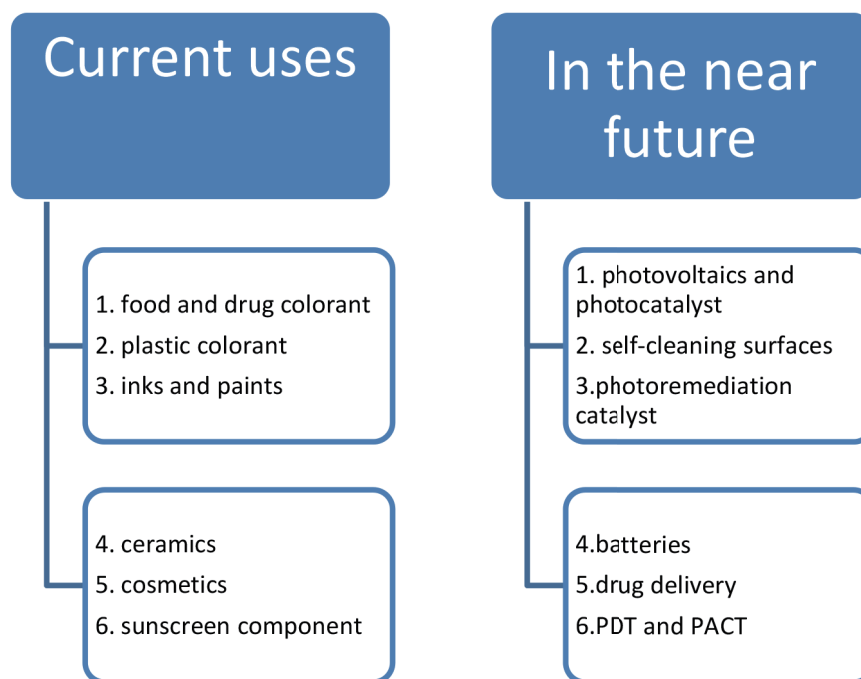 Current uses
1. food and drug colorant
2. plastic colorant
3. inks and paints
4. ceramics
5. cosmetics
6. sunscreen component
In the near
future
1. photovoltaics and
photocatalyst
2. self-cleaning surfaces
3.photoremediation
catalyst
4.batteries
5.drug delivery
6.PDT and PACT